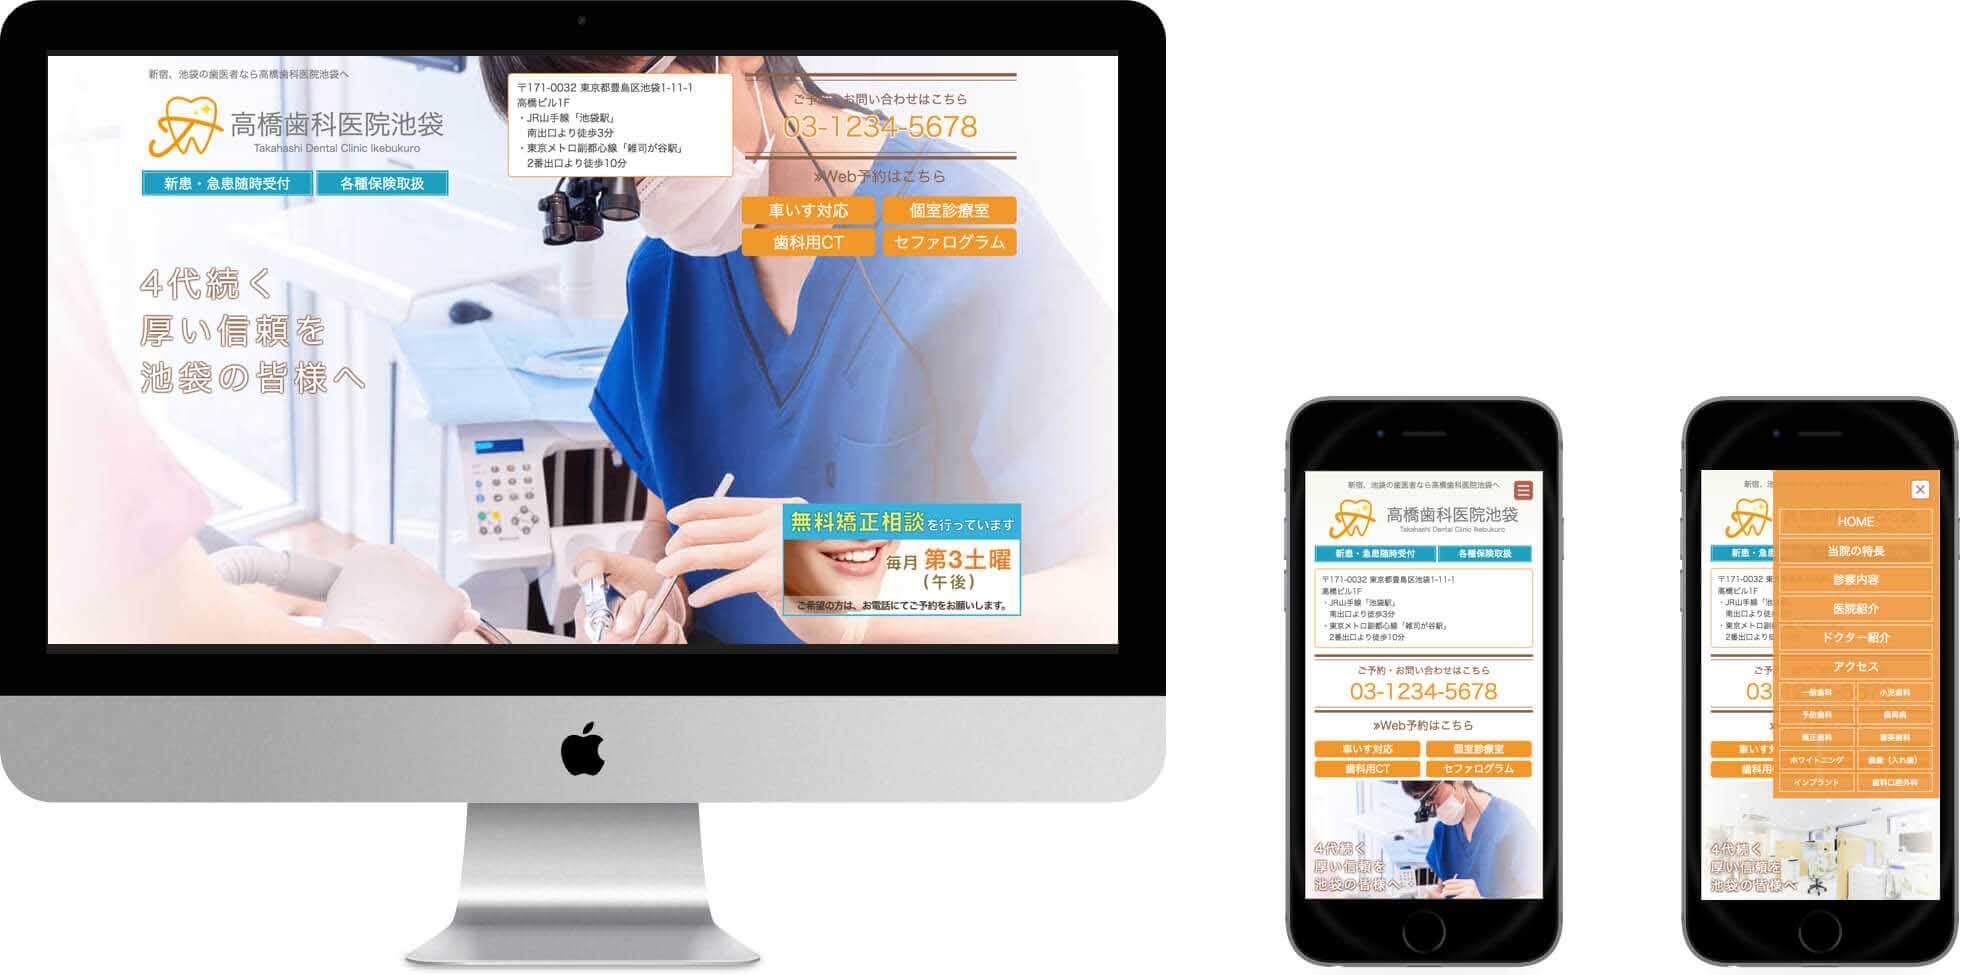 新宿、池袋の歯医者なら高橋歯科医院池袋へ
高橋歯科医院池袋
Takahashi Dental Clinic Ikebukuro
新患・急患随時受付
各種保険取扱
〒171-0032 東京都豊島区池袋1-11-1
高橋ビル1F
・JR山手線「池袋駅」
南出口より徒歩3分
・東京メトロ副都心線「雑司が谷駅」
2番出口より徒歩10分
ご予約・お問い合わせはこちら
03-1234-5678
»Web予約はこちら
車いす対応
個室診療室
歯科用CT
セファログラム
4代続く
厚い信頼を
池袋の皆様へ
無料矯正相談を行っています
毎月 第3土曜
(午後)
ご希望の方は、お電話にてご予約をお願いします。
新宿、池袋の歯医者なら高橋歯科医院池袋へ
高橋歯科医院池袋
Takahashi Dental Clinic Ikebukuro
新患・急患随時受付
各種保険取扱
〒171-0032 東京都豊島区池袋1-11-1
高橋ビル1F
・JR山手線「池袋駅」
南出口より徒歩3分
・東京メトロ副都心線「雑司が谷駅」
2番出口より徒歩10分
ご予約・お問い合わせはこちら
03-1234-5678
»Web予約はこちら
車いす対応
個室診療室
歯科用CT
セファログラム
4代続く
厚い信頼を
池袋の皆様へ
新宿、池
新患・急患
〒171-0032 東
高橋ビル1F
・JR山手線「池
南出口より徒
・東京メトロ副
2番出口より徒
ご予
03
»
車いす
歯科用
4代続く
厚い信頼を
池袋の皆様へ
HOME
当院の特長
診察内容
医院紹介
ドクター紹介
アクセス
一般歯科
小児歯科
予防歯科
歯周病
矯正歯科
審美歯科
ホワイトニング
義歯（入れ歯）
インプラント
歯科口腔外科